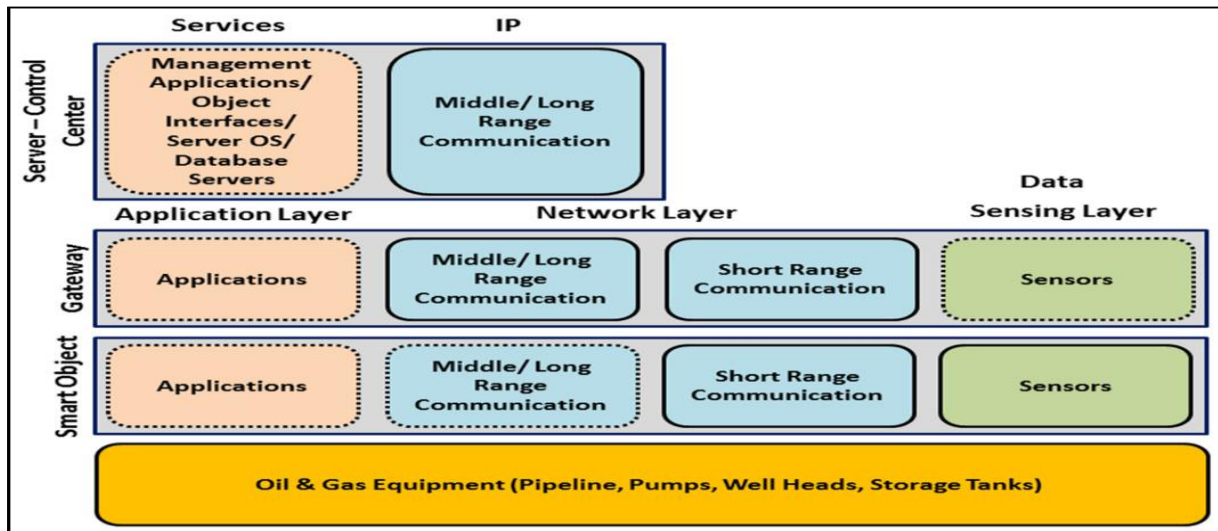 Services
IP
Server – Control
Center
Management
Applications/
Object
Interfaces/
Server OS/
Database
Servers
Middle/ Long
Range
Communication
Data
Application Layer
Network Layer
Sensing Layer
Gateway
Applications
Middle/ Long
Range
Communication
Short Range
Communication
Sensors
Smart Object
Applications
Middle/ Long
Range
Communication
Short Range
Communication
Sensors
Oil & Gas Equipment (Pipeline, Pumps, Well Heads, Storage Tanks)